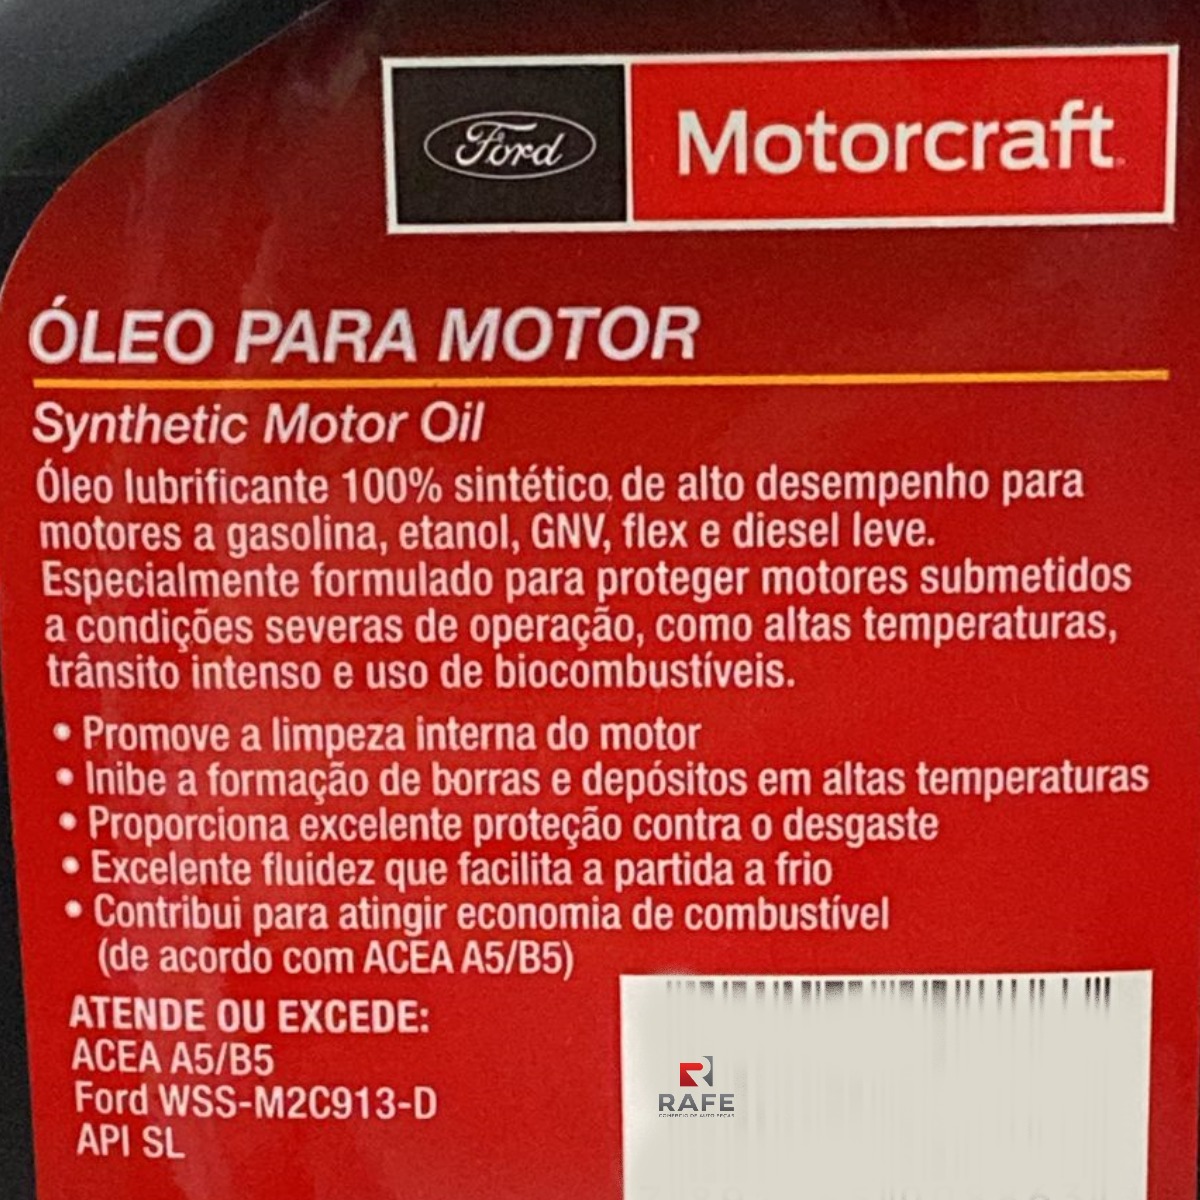 Ford Motorcraft
ÓLEO PARA MOTOR
Synthetic Motor Oil
Óleo lubrificante 100% sintético, de alto desempenho para
motores a gasolina, etanol, GNV, flex e diesel leve.
Especialmente formulado para proteger motores submetidos
a condições severas de operação, como altas temperaturas,
trânsito intenso e uso de biocombustíveis.
• Promove a limpeza interna do motor
• Inibe a formação de borras e depósitos em altas temperaturas
• Proporciona excelente proteção contra o desgaste
• Excelente fluidez que facilita a partida a frio
• Contribui para atingir economia de combustível
(de acordo com ACEA A5/B5)
ATENDE OU EXCEDE:
ACEA A5/B5
Ford WSS-M2C913-D
API SL
RAFE
COMÉRCIO DE AUTO PEÇAS